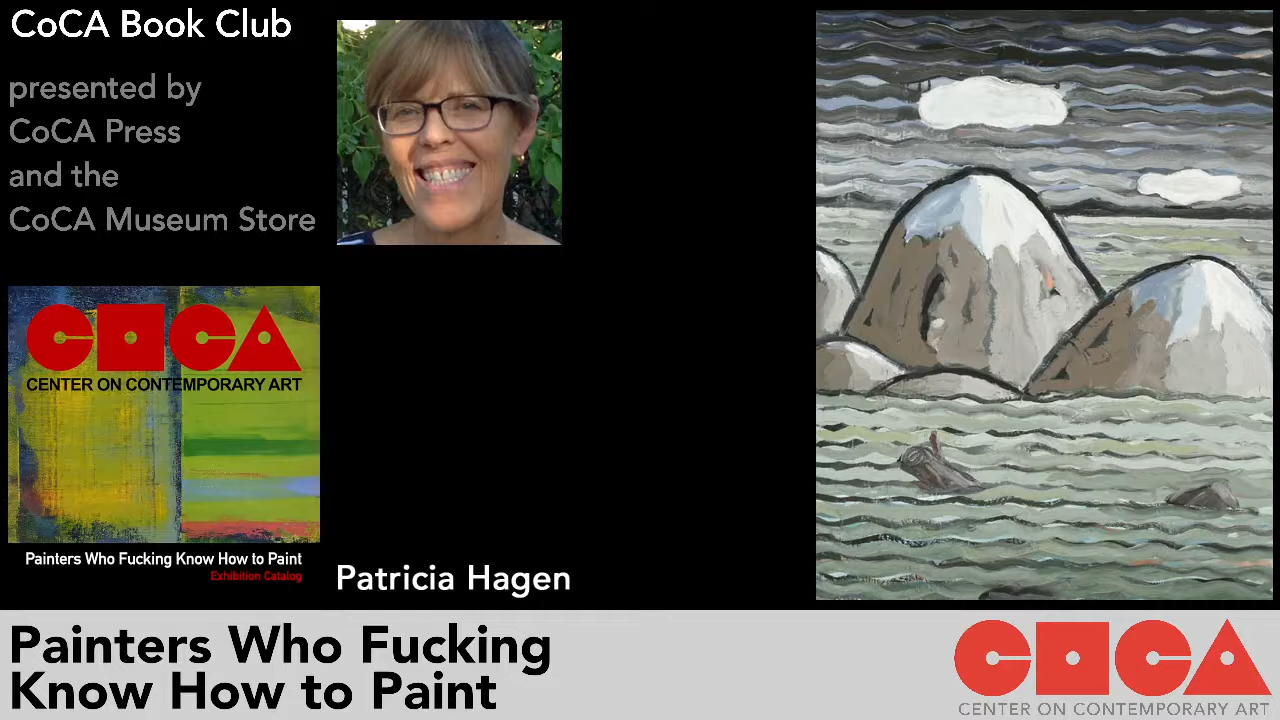 CoCA Book Club
presented by
CoCA Press
and the
CoCA Museum Store
COCA
CENTER ON CONTEMPORARY ART
Painters Who Fucking Know How to Paint
Exhibition Catalog
Patricia Hagen
Painters Who Fucking
Know How to Paint
COCA
CENTER ON CONTEMPORARY ART